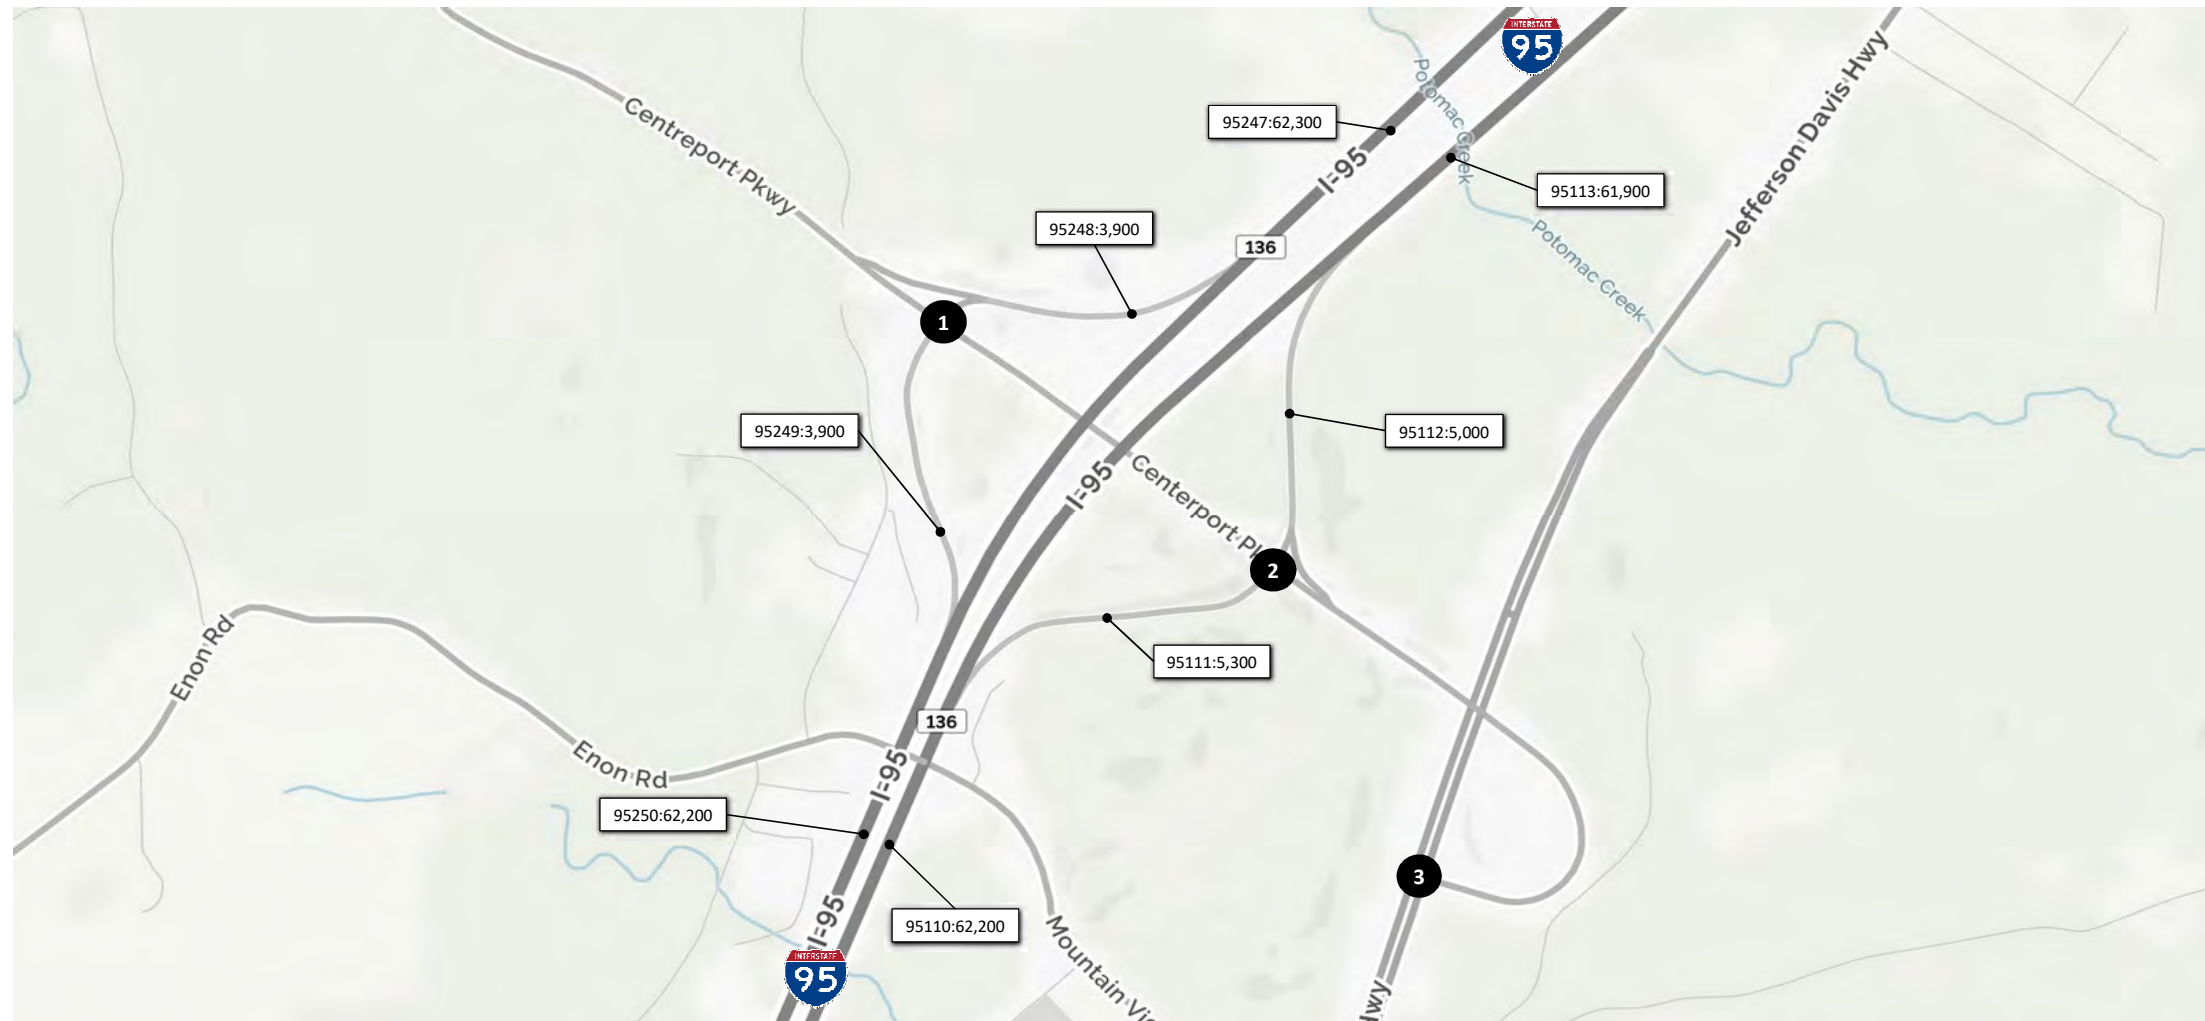 INTERSTATE
95
Potomac Creek
Jefferson Davis Hwy
Centreport Pkwy
95247:62,300
I-95
95113:61,900
95248:3,900
136
Potomac Creek
1
95249:3,900
95112:5,000
I-95
Centerport
2
95111:5,300
Enon Rd
136
Enon Rd
I-95
95250:62,200
3
95110:62,200
I-95
Mountain
INTERSTATE
95